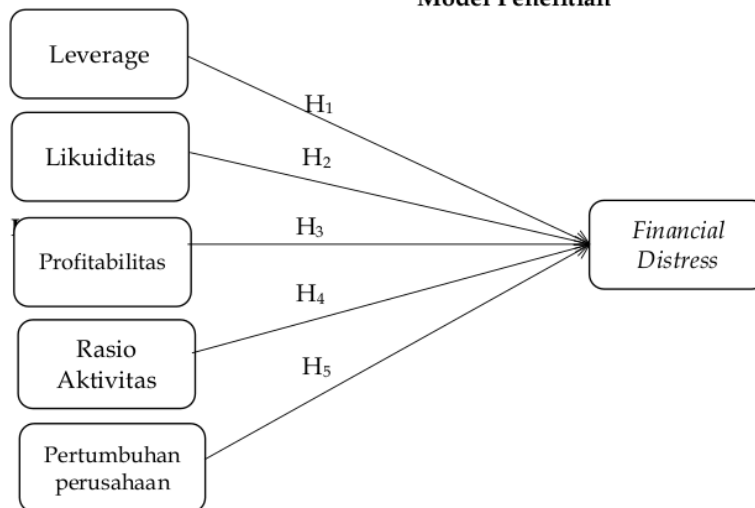 Model Penelitian
Leverage
H1
Likuiditas
H2
Profitabilitas
H3
Financial
Distress
Rasio
Aktivitas
H4
Pertumbuhan
perusahaan
H5